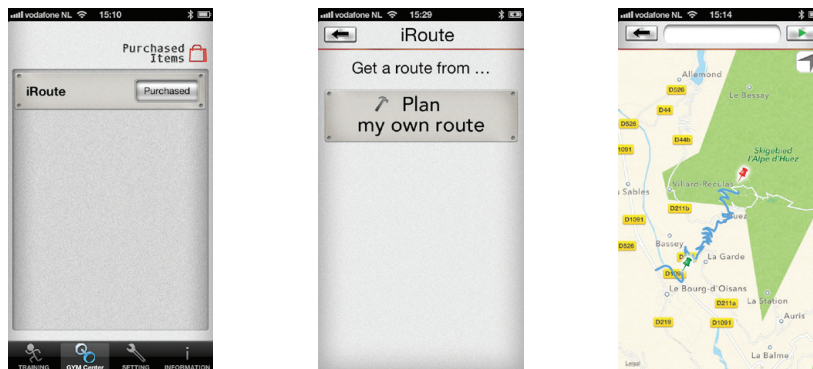 vodafone NL 15:10
Purchased
Items
iRoute
Purchased
TRAINING GYM Center SETTING INFORMATION
vodafone NL 15:29
iRoute
Get a route from ...
Plan
my own route
vodafone NL 15:14
Allemond
D526
Le Bessay
D44
D526
D44b
1091
Skigebied
l'Alpe d'Huez
Villard-Reculas
Sables
D211b
D1091
Huez
D526
Bassey
La Garde
Le Bourg-d'Oisans
D211a
La Station
Auris
D219
D1091
La Balme
Legal